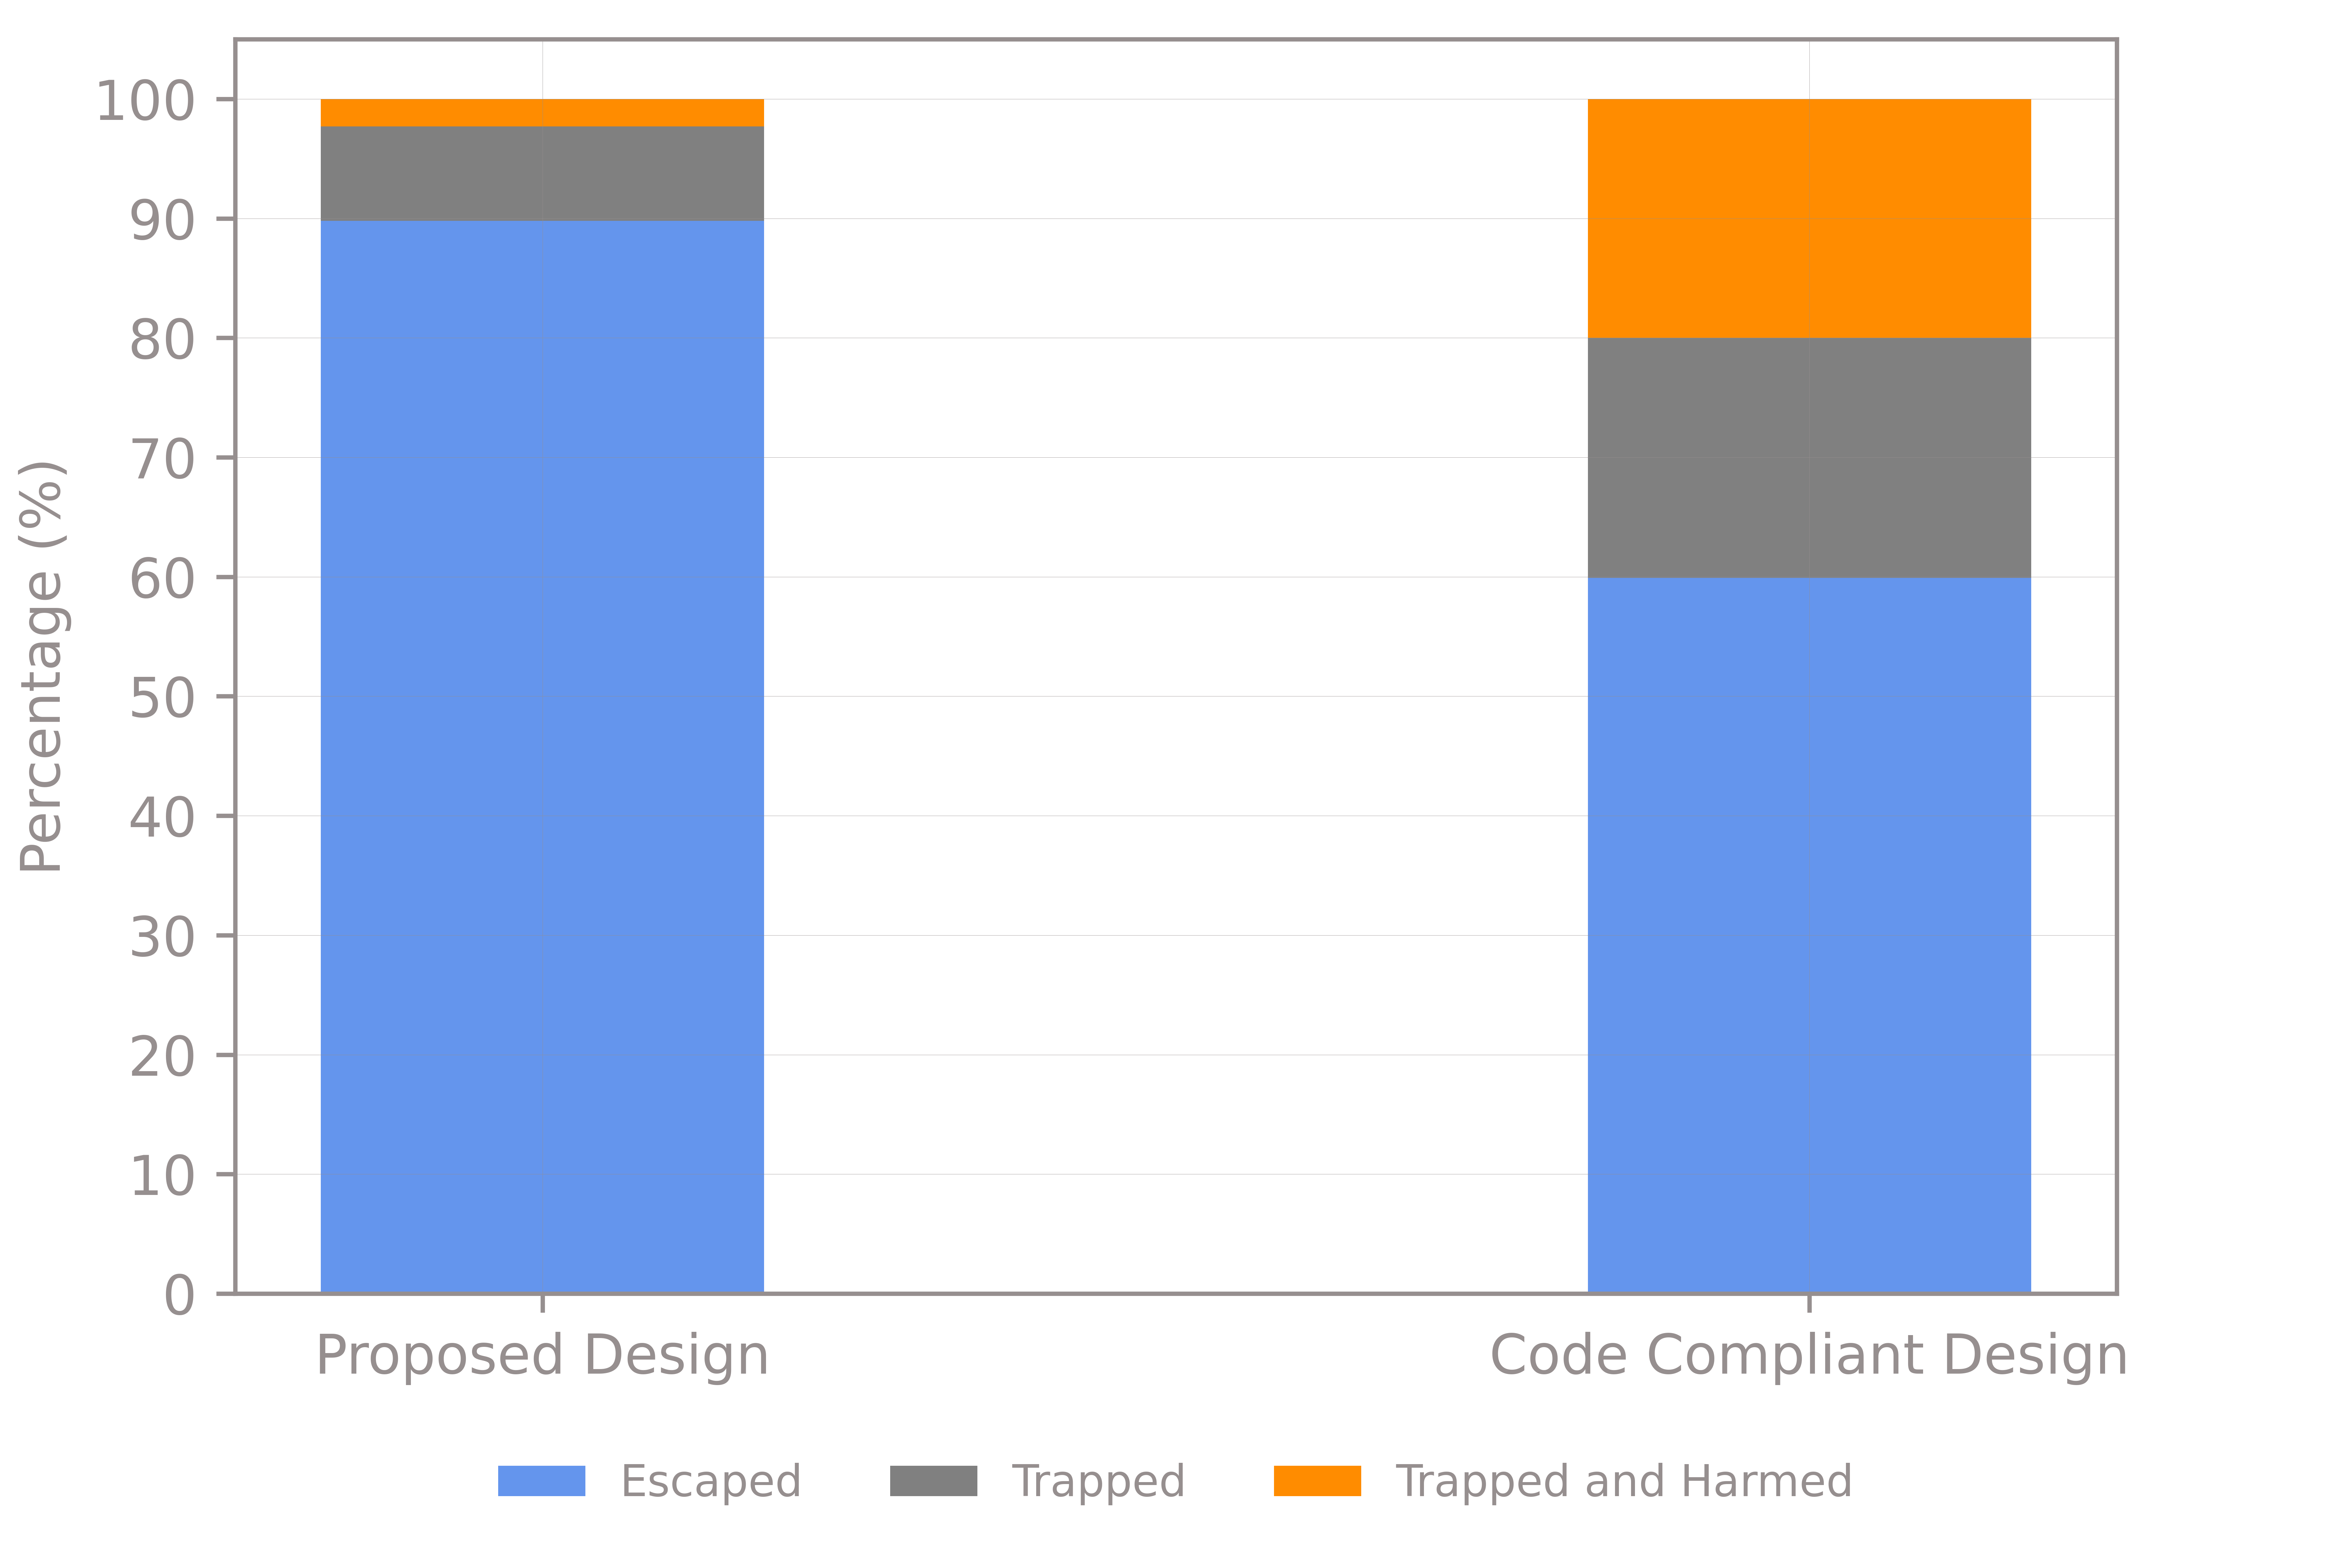 100
90
80
70
60
50
40
30
20
10
0
Percentage (%)
Proposed Design
Code Compliant Design
Escaped
Trapped
Trapped and Harmed